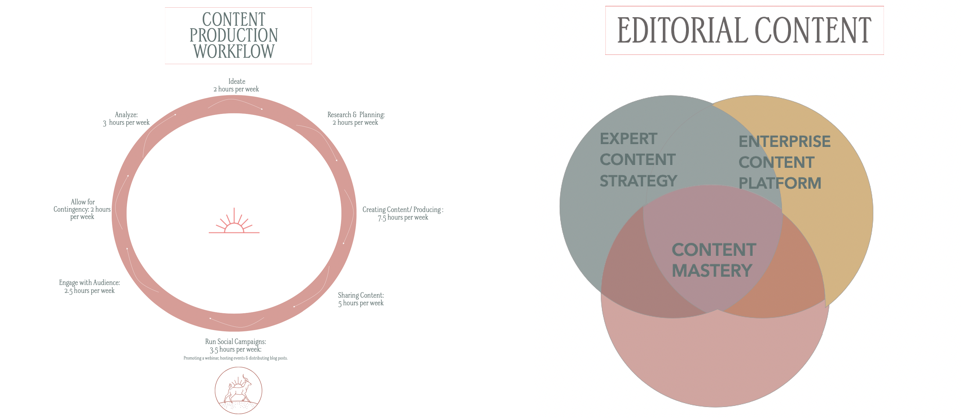 CONTENT
PRODUCTION
WORKFLOW
Ideate
2 hours per week
Research & Planning:
2 hours per week
Creating Content/ Producing :
7.5 hours per week
Sharing Content:
5 hours per week
Run Social Campaigns:
3.5 hours per week:
Promoting a webinar, hosting events & distributing blog posts.
Engage with Audience:
2.5 hours per week
Allow for
Contingency: 2 hours
per week
Analyze:
3 hours per week
EDITORIAL CONTENT
EXPERT
CONTENT
STRATEGY
ENTERPRISE
CONTENT
PLATFORM
CONTENT
MASTERY